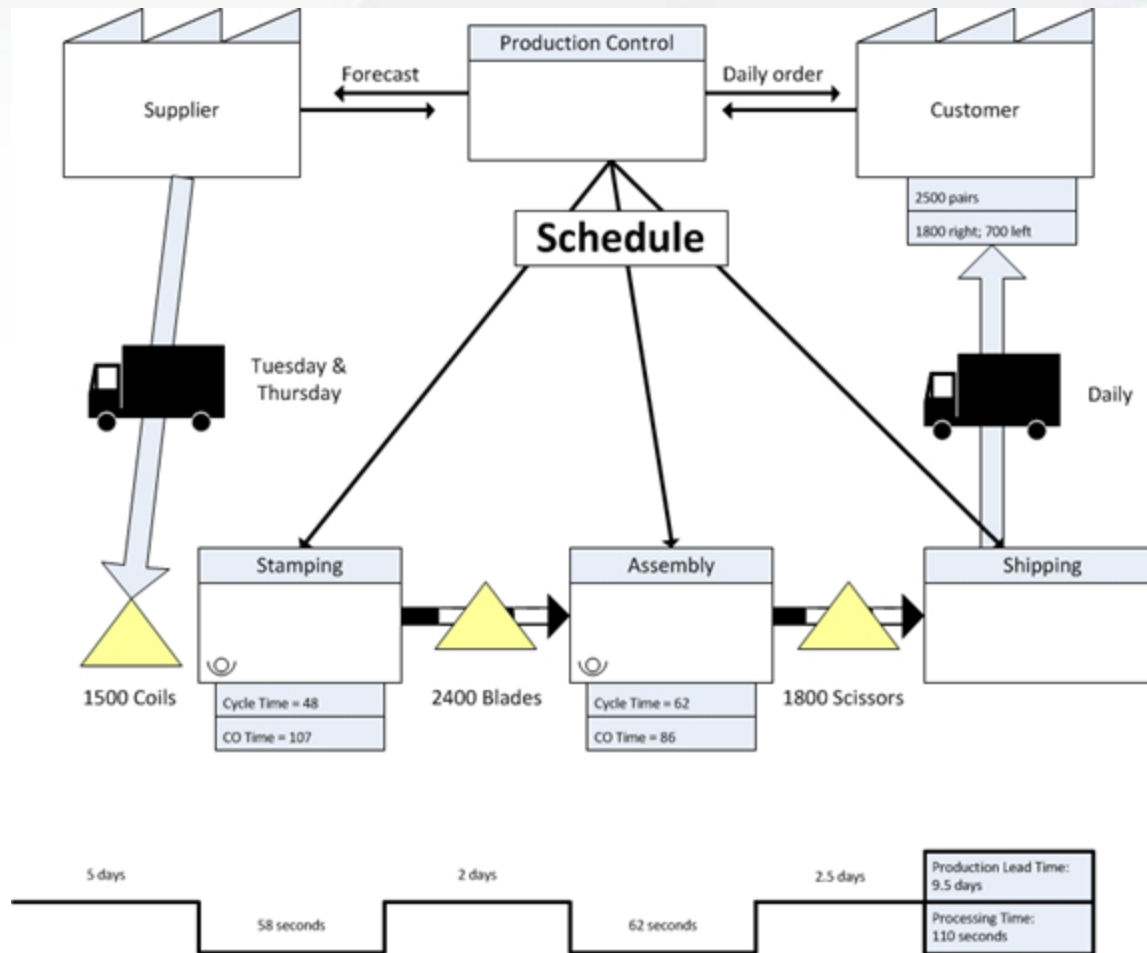 Production Control
Forecast
Daily order
Supplier
Customer
2500 pairs
1800 right; 700 left
Schedule
Tuesday &
Thursday
Daily
Stamping
Assembly
Shipping
1500 Coils
2400 Blades
1800 Scissors
Cycle Time = 48
CO Time = 107
Cycle Time = 62
CO Time = 86
5 days
58 seconds
2 days
62 seconds
2.5 days
Production Lead Time:
9.5 days
Processing Time:
110 seconds